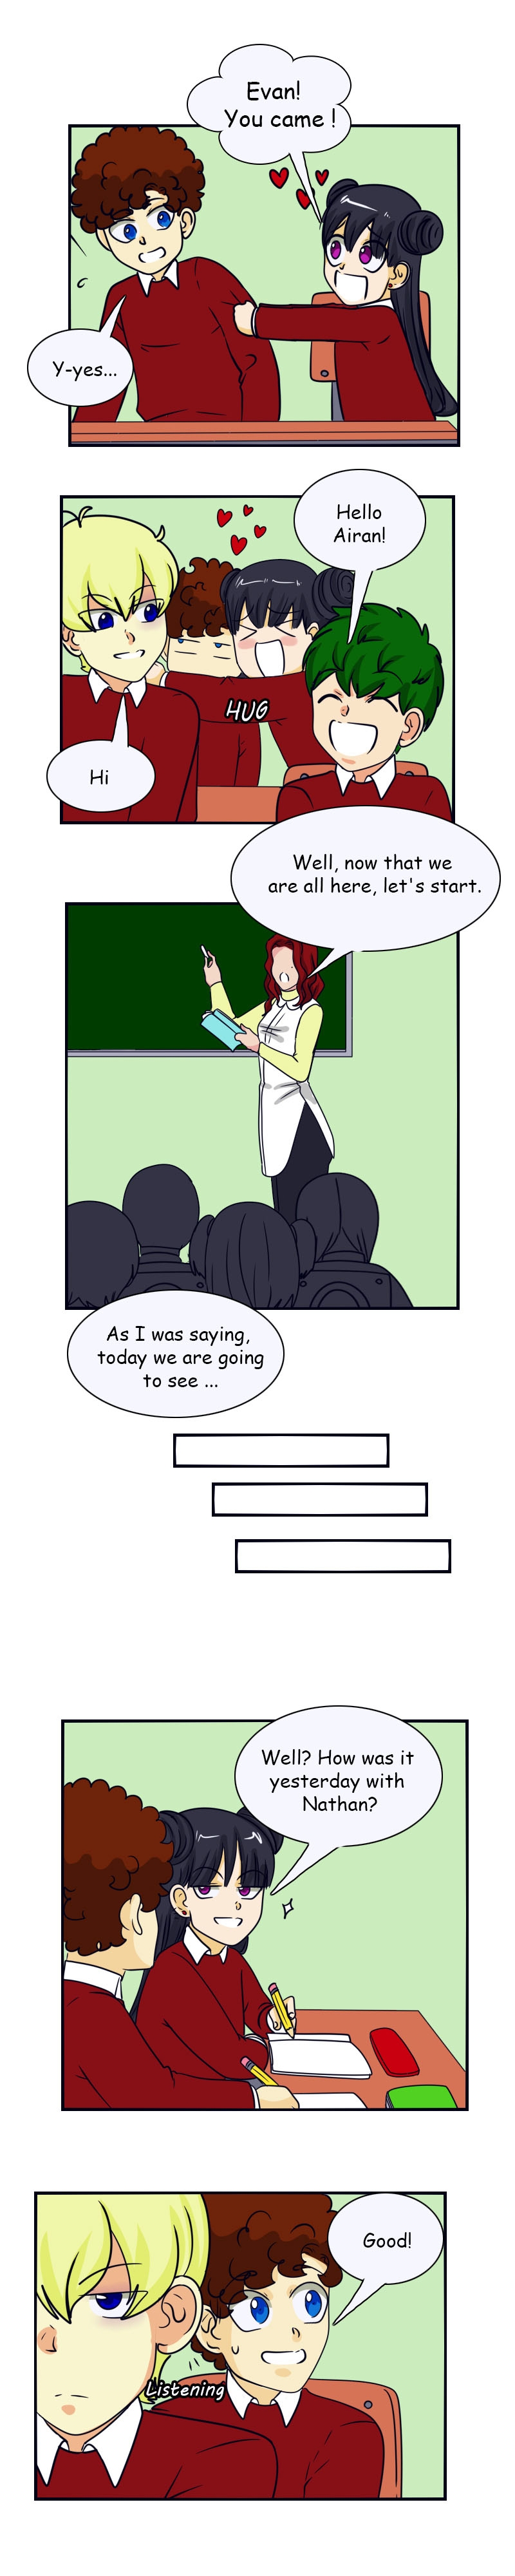 Evan!
You came !
Y-yes...
Hello
Airan!
HUG
Hi
Well, now that we
are all here, let's start.
As I was saying,
today we are going
to see ...
Well? How was it
yesterday with
Nathan?
Good!
Listening